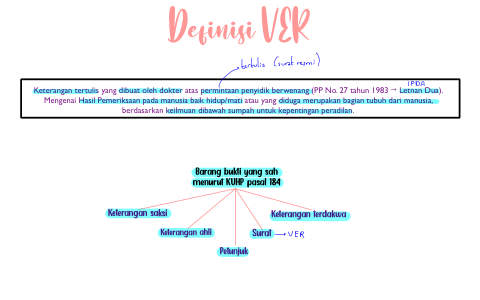 Definisi VER
tertulis (surat resmi)
IPDA
Keterangan tertulis yang dibuat oleh dokter atas permintaan penyidik berwenang (PP No. 27 tahun 1983 → Letnan Dua).
Mengenai Hasil Pemeriksaan pada manusia baik hidup/mati atau yang diduga merupakan bagian tubuh dari manusia,
berdasarkan keilmuan dibawah sumpah untuk kepentingan peradilan.
Barang bukti yang sah
menurut KUHP pasal 184
Keterangan saksi
Keterangan terdakwa
Keterangan ahli
Surat → VER
Petunjuk